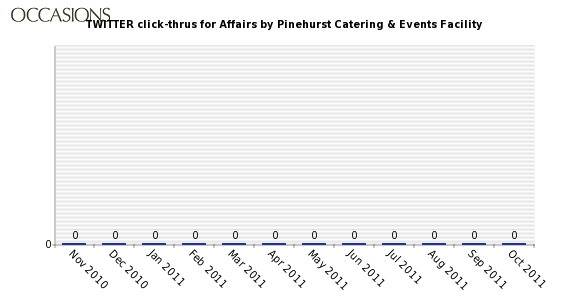 OCCASIONS
TWITTER click-thrus for Affairs by Pinehurst Catering & Events Facility
0 0 0 0 0 0 0 0 0 0 0 0
0
Nov 2010 Dec 2010 Jan 2011 Feb 2011 Mar 2011 Apr 2011 May 2011 Jun 2011 Jul 2011 Aug 2011 Sep 2011 Oct 2011